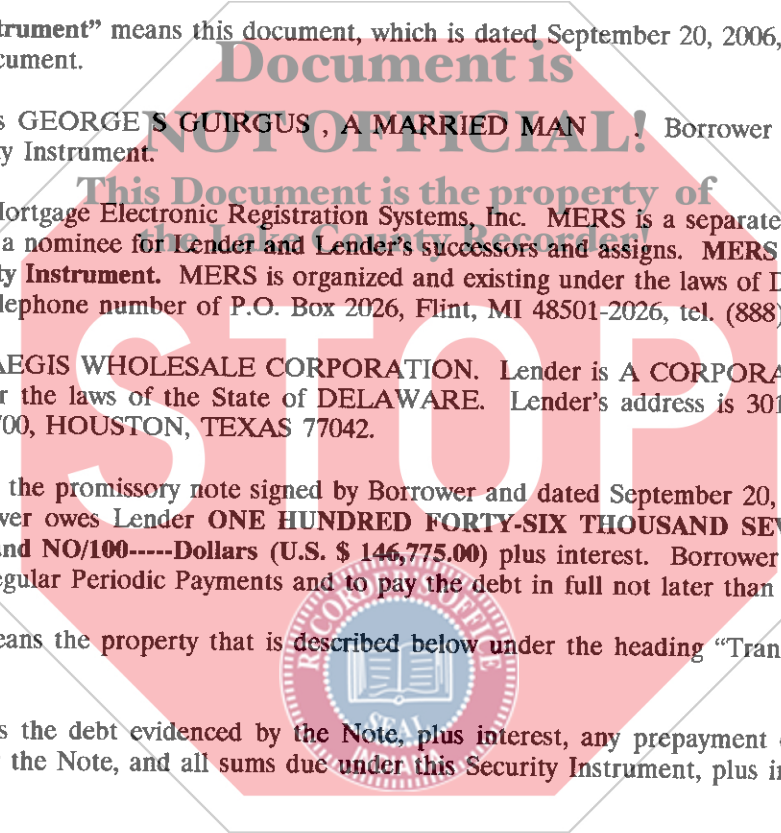 trument” means this document, which is dated September 20, 2006,
cument.
Document is
s GEORGE S GUIRGUS , A MARRIED MAN . Borrower
NOT OFFICIAL!
ty Instrument.
This Document is the property of
Mortgage Electronic Registration Systems, Inc. MERS is a separate
the Lake County Recorder!
a nominee for Lender and Lender's successors and assigns. MERS
ty Instrument. MERS is organized and existing under the laws of D
lephone number of P.O. Box 2026, Flint, MI 48501-2026, tel. (888)
AEGIS WHOLESALE CORPORATION. Lender is A CORPORA
r the laws of the State of DELAWARE. Lender's address is 301
700, HOUSTON, TEXAS 77042.
STOP
the promissory note signed by Borrower and dated September 20,
wer owes Lender ONE HUNDRED FORTY-SIX THOUSAND SEV
nd NO/100-----Dollars (U.S. $ 146,775.00) plus interest. Borrower
egular Periodic Payments and to pay the debt in full not later than
RECORDER'S OFFICE
eans the property that is described below under the heading “Tran
SEAL
s the debt evidenced by the Note, plus interest, any prepayment
INDIANA
the Note, and all sums due under this Security Instrument, plus in